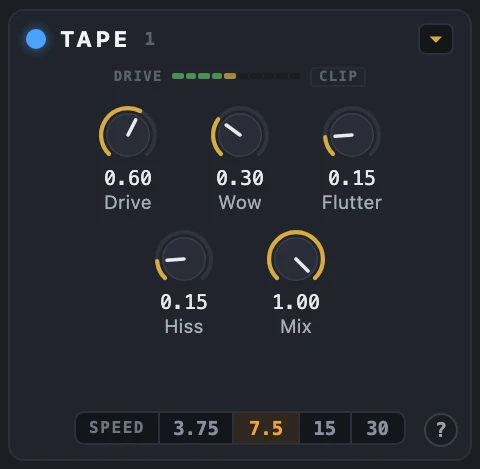 TAPE 1
DRIVE CLIP
0.60 0.30 0.15
Drive Wow Flutter
0.15 1.00
Hiss Mix
SPEED 3.75 7.5 15 30 ?